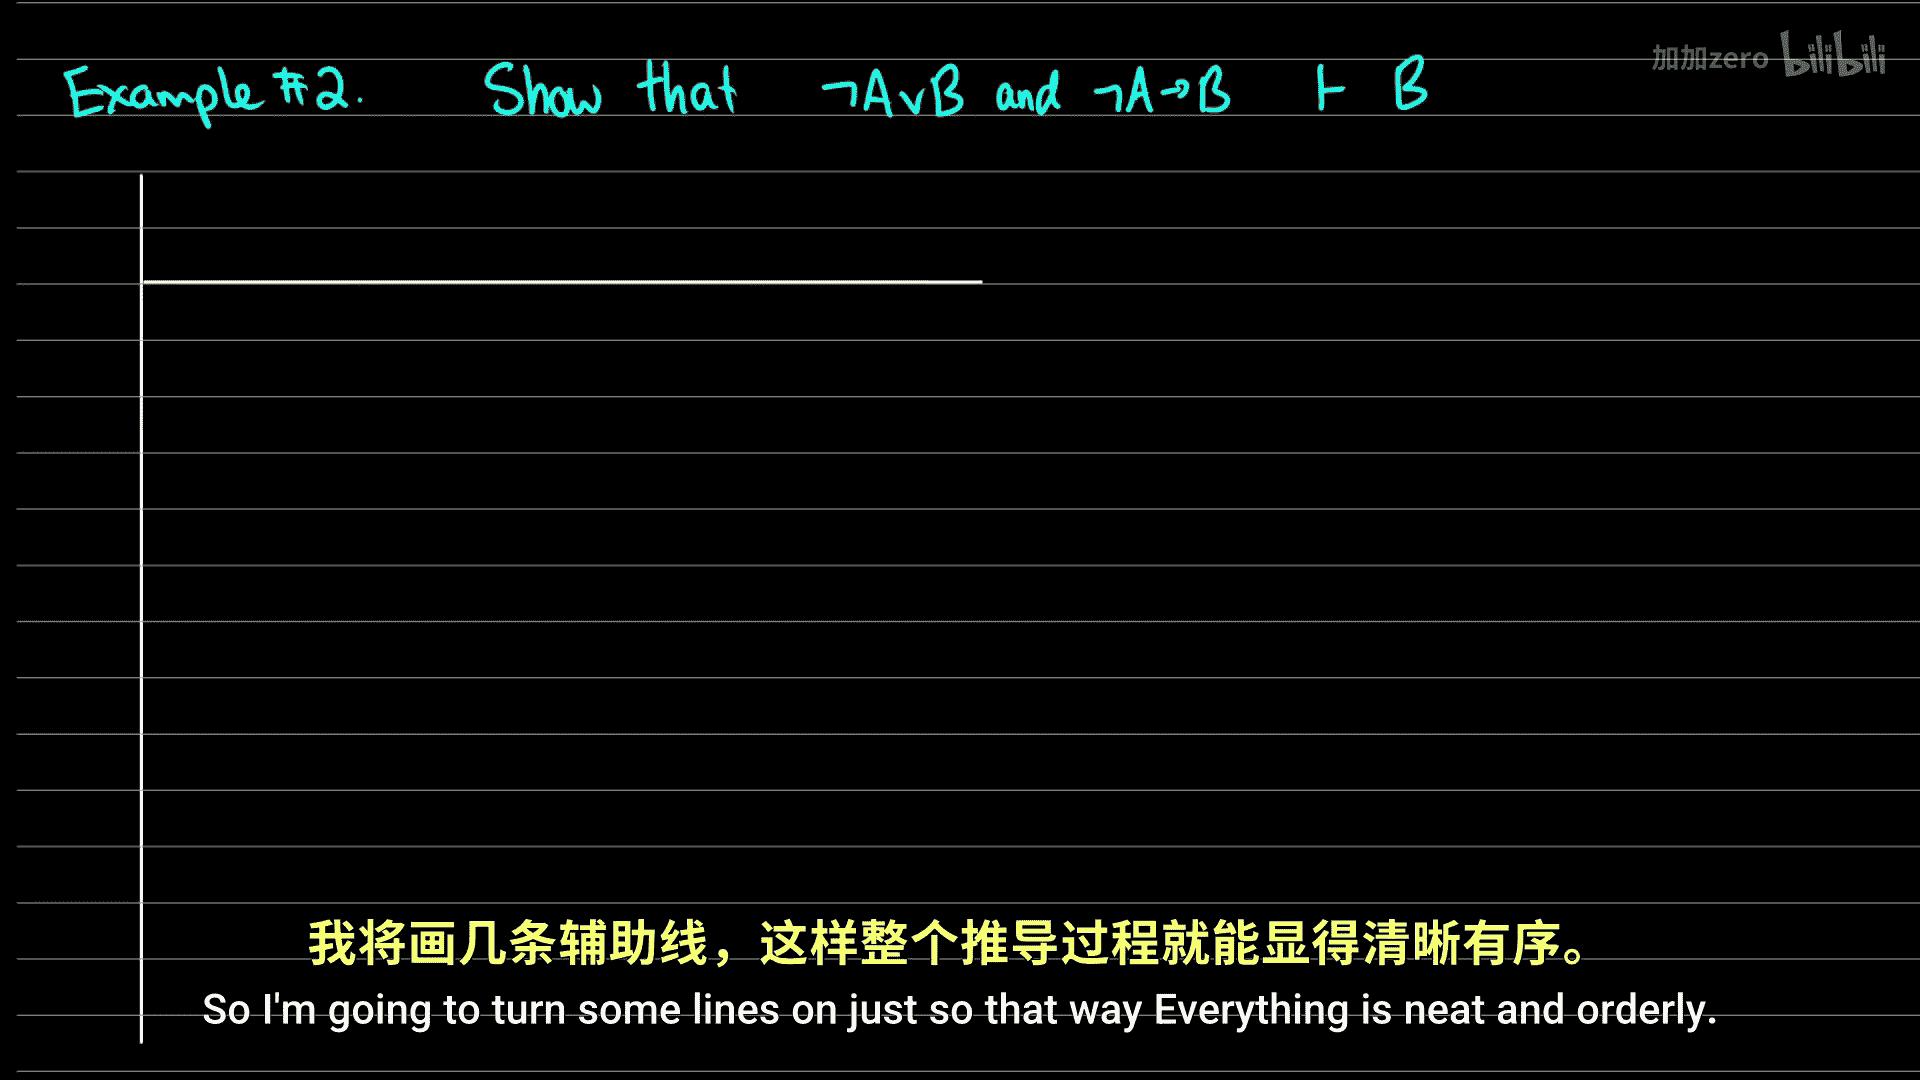 加加zero bilibili
Example #2. Show that ¬A∨B and ¬A→B ⊢ B
我将画几条辅助线，这样整个推导过程就能显得清晰有序。
So I'm going to turn some lines on just so that way Everything is neat and orderly.